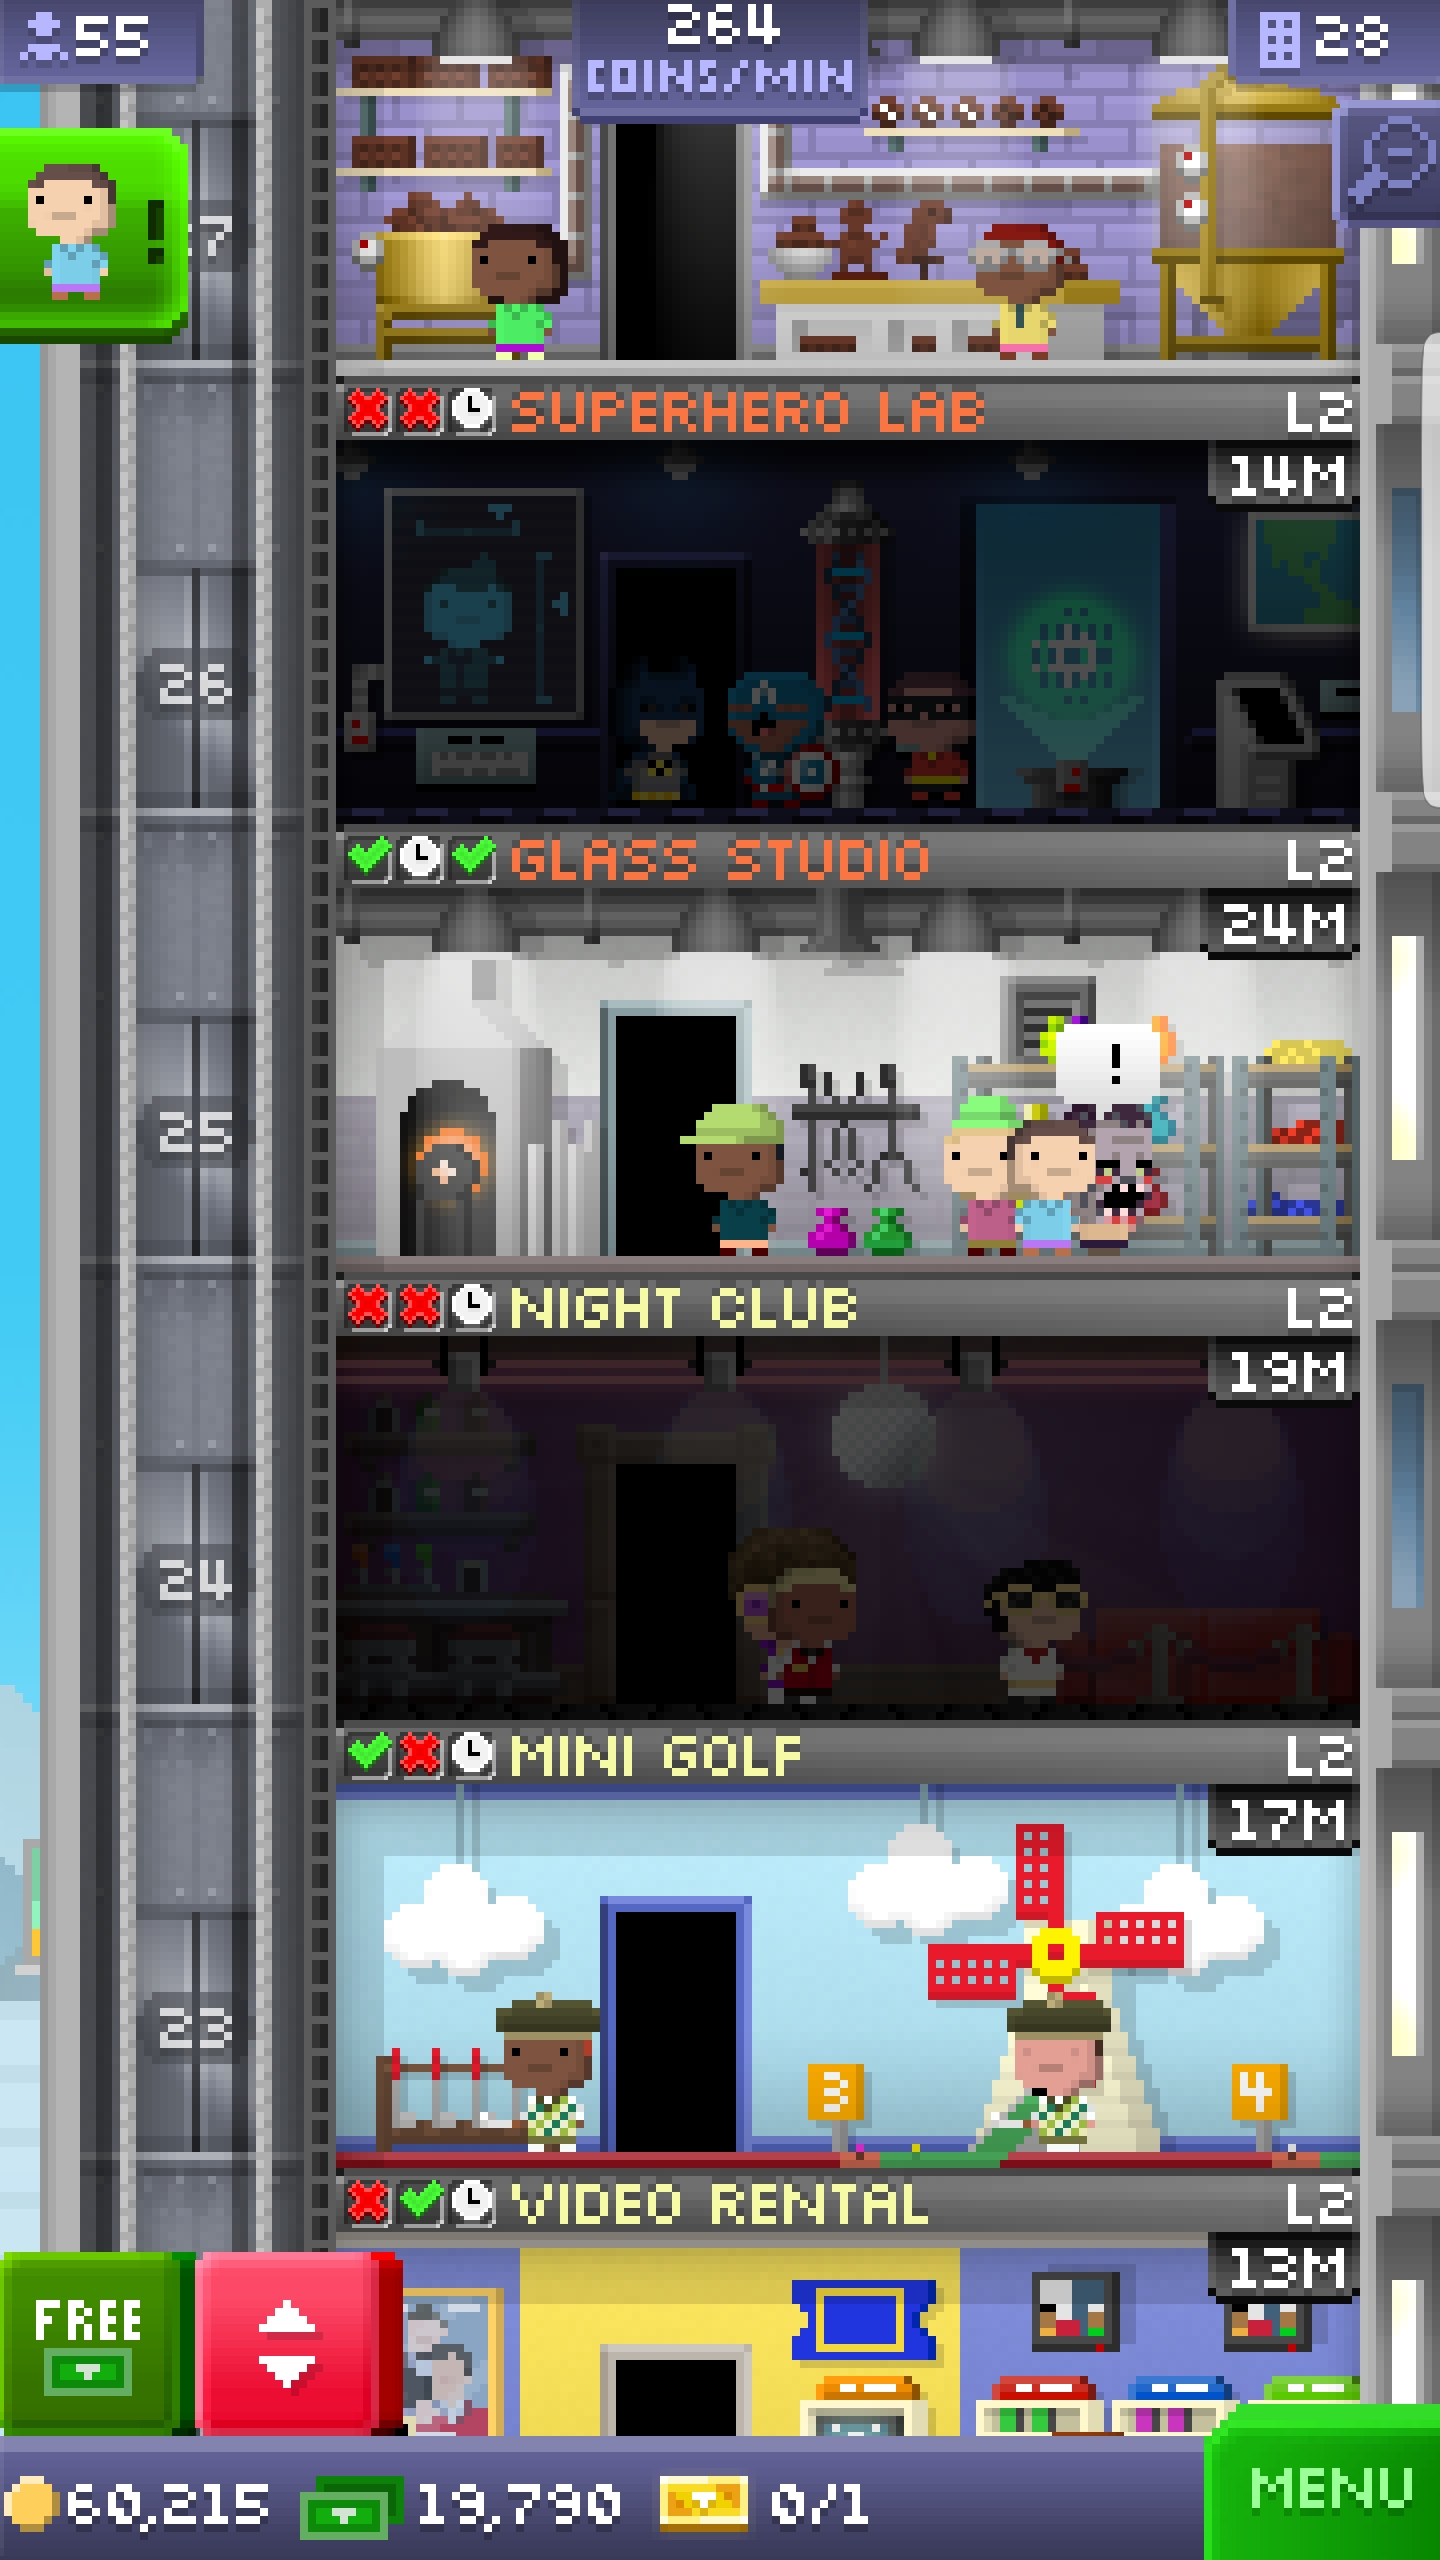 55
264
COINS/MIN
28
!
7
SUPERHERO LAB L2
14M
26
GLASS STUDIO L2
24M
!
25
NIGHT CLUB L2
19M
24
MINI GOLF L2
17M
23
3
4
VIDEO RENTAL L2
13M
FREE
60,215 19,790 0/1
MENU